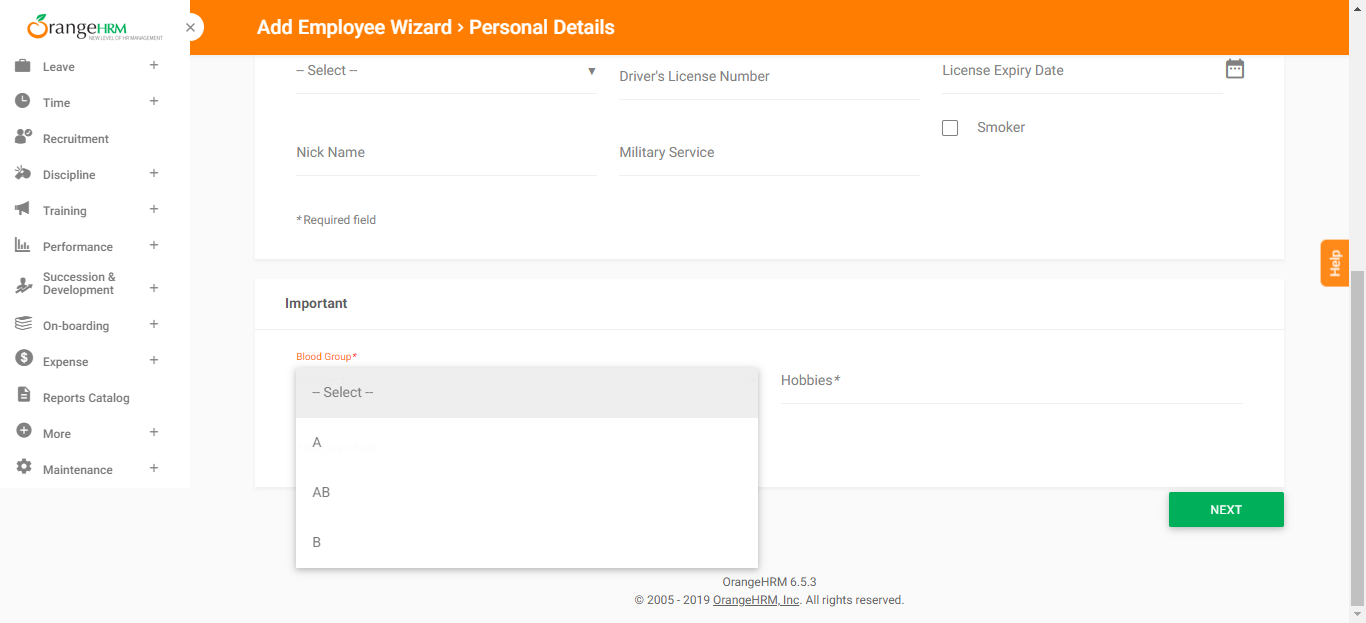 OrangeHRM
NEW LEVEL OF HR MANAGEMENT
Add Employee Wizard › Personal Details
Leave
Time
Recruitment
Discipline
Training
Performance
Succession &
Development
On-boarding
Expense
Reports Catalog
More
Maintenance
-- Select --
Driver's License Number
License Expiry Date
Smoker
Nick Name
Military Service
* Required field
Important
Blood Group*
-- Select --
A
AB
B
Hobbies*
NEXT
Help
OrangeHRM 6.5.3
© 2005 - 2019 OrangeHRM, Inc. All rights reserved.